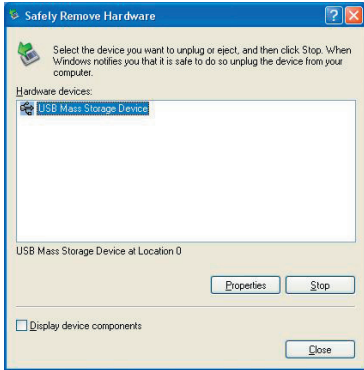 Safely Remove Hardware
Select the device you want to unplug or eject, and then click Stop. When
Windows notifies you that it is safe to do so unplug the device from your
computer.
Hardware devices:
USB Mass Storage Device
USB Mass Storage Device at Location 0
Properties
Stop
Display device components
Close